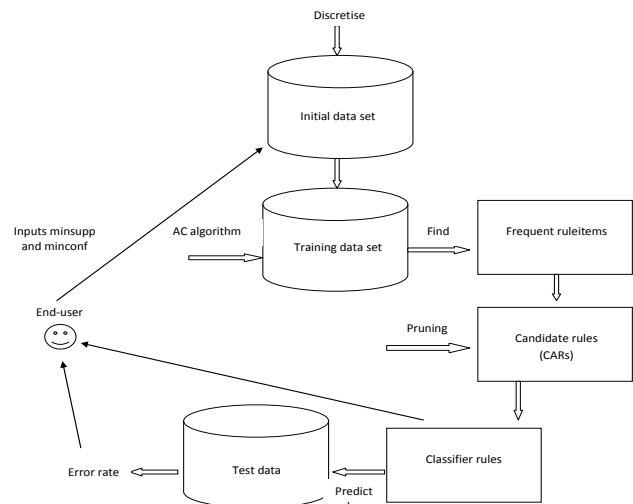 Discretise
Initial data set
Inputs minsupp
and minconf
AC algorithm
Training data set
Find
Frequent ruleitems
End-user
Pruning
Candidate rules
(CARs)
Classifier rules
Test data
Error rate
Predict